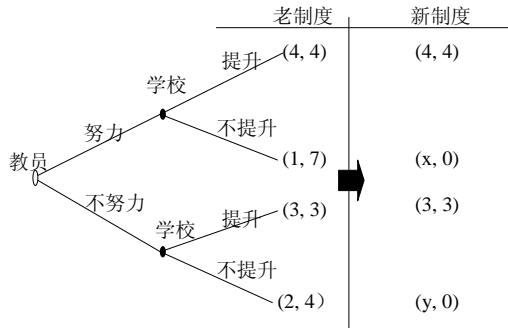 老制度 新制度
提升 (4, 4) (4, 4)
学校
努力 不提升
教员 (1, 7) (x, 0)
不努力 (3, 3) (3, 3)
学校 提升
不提升
(2, 4） (y, 0)